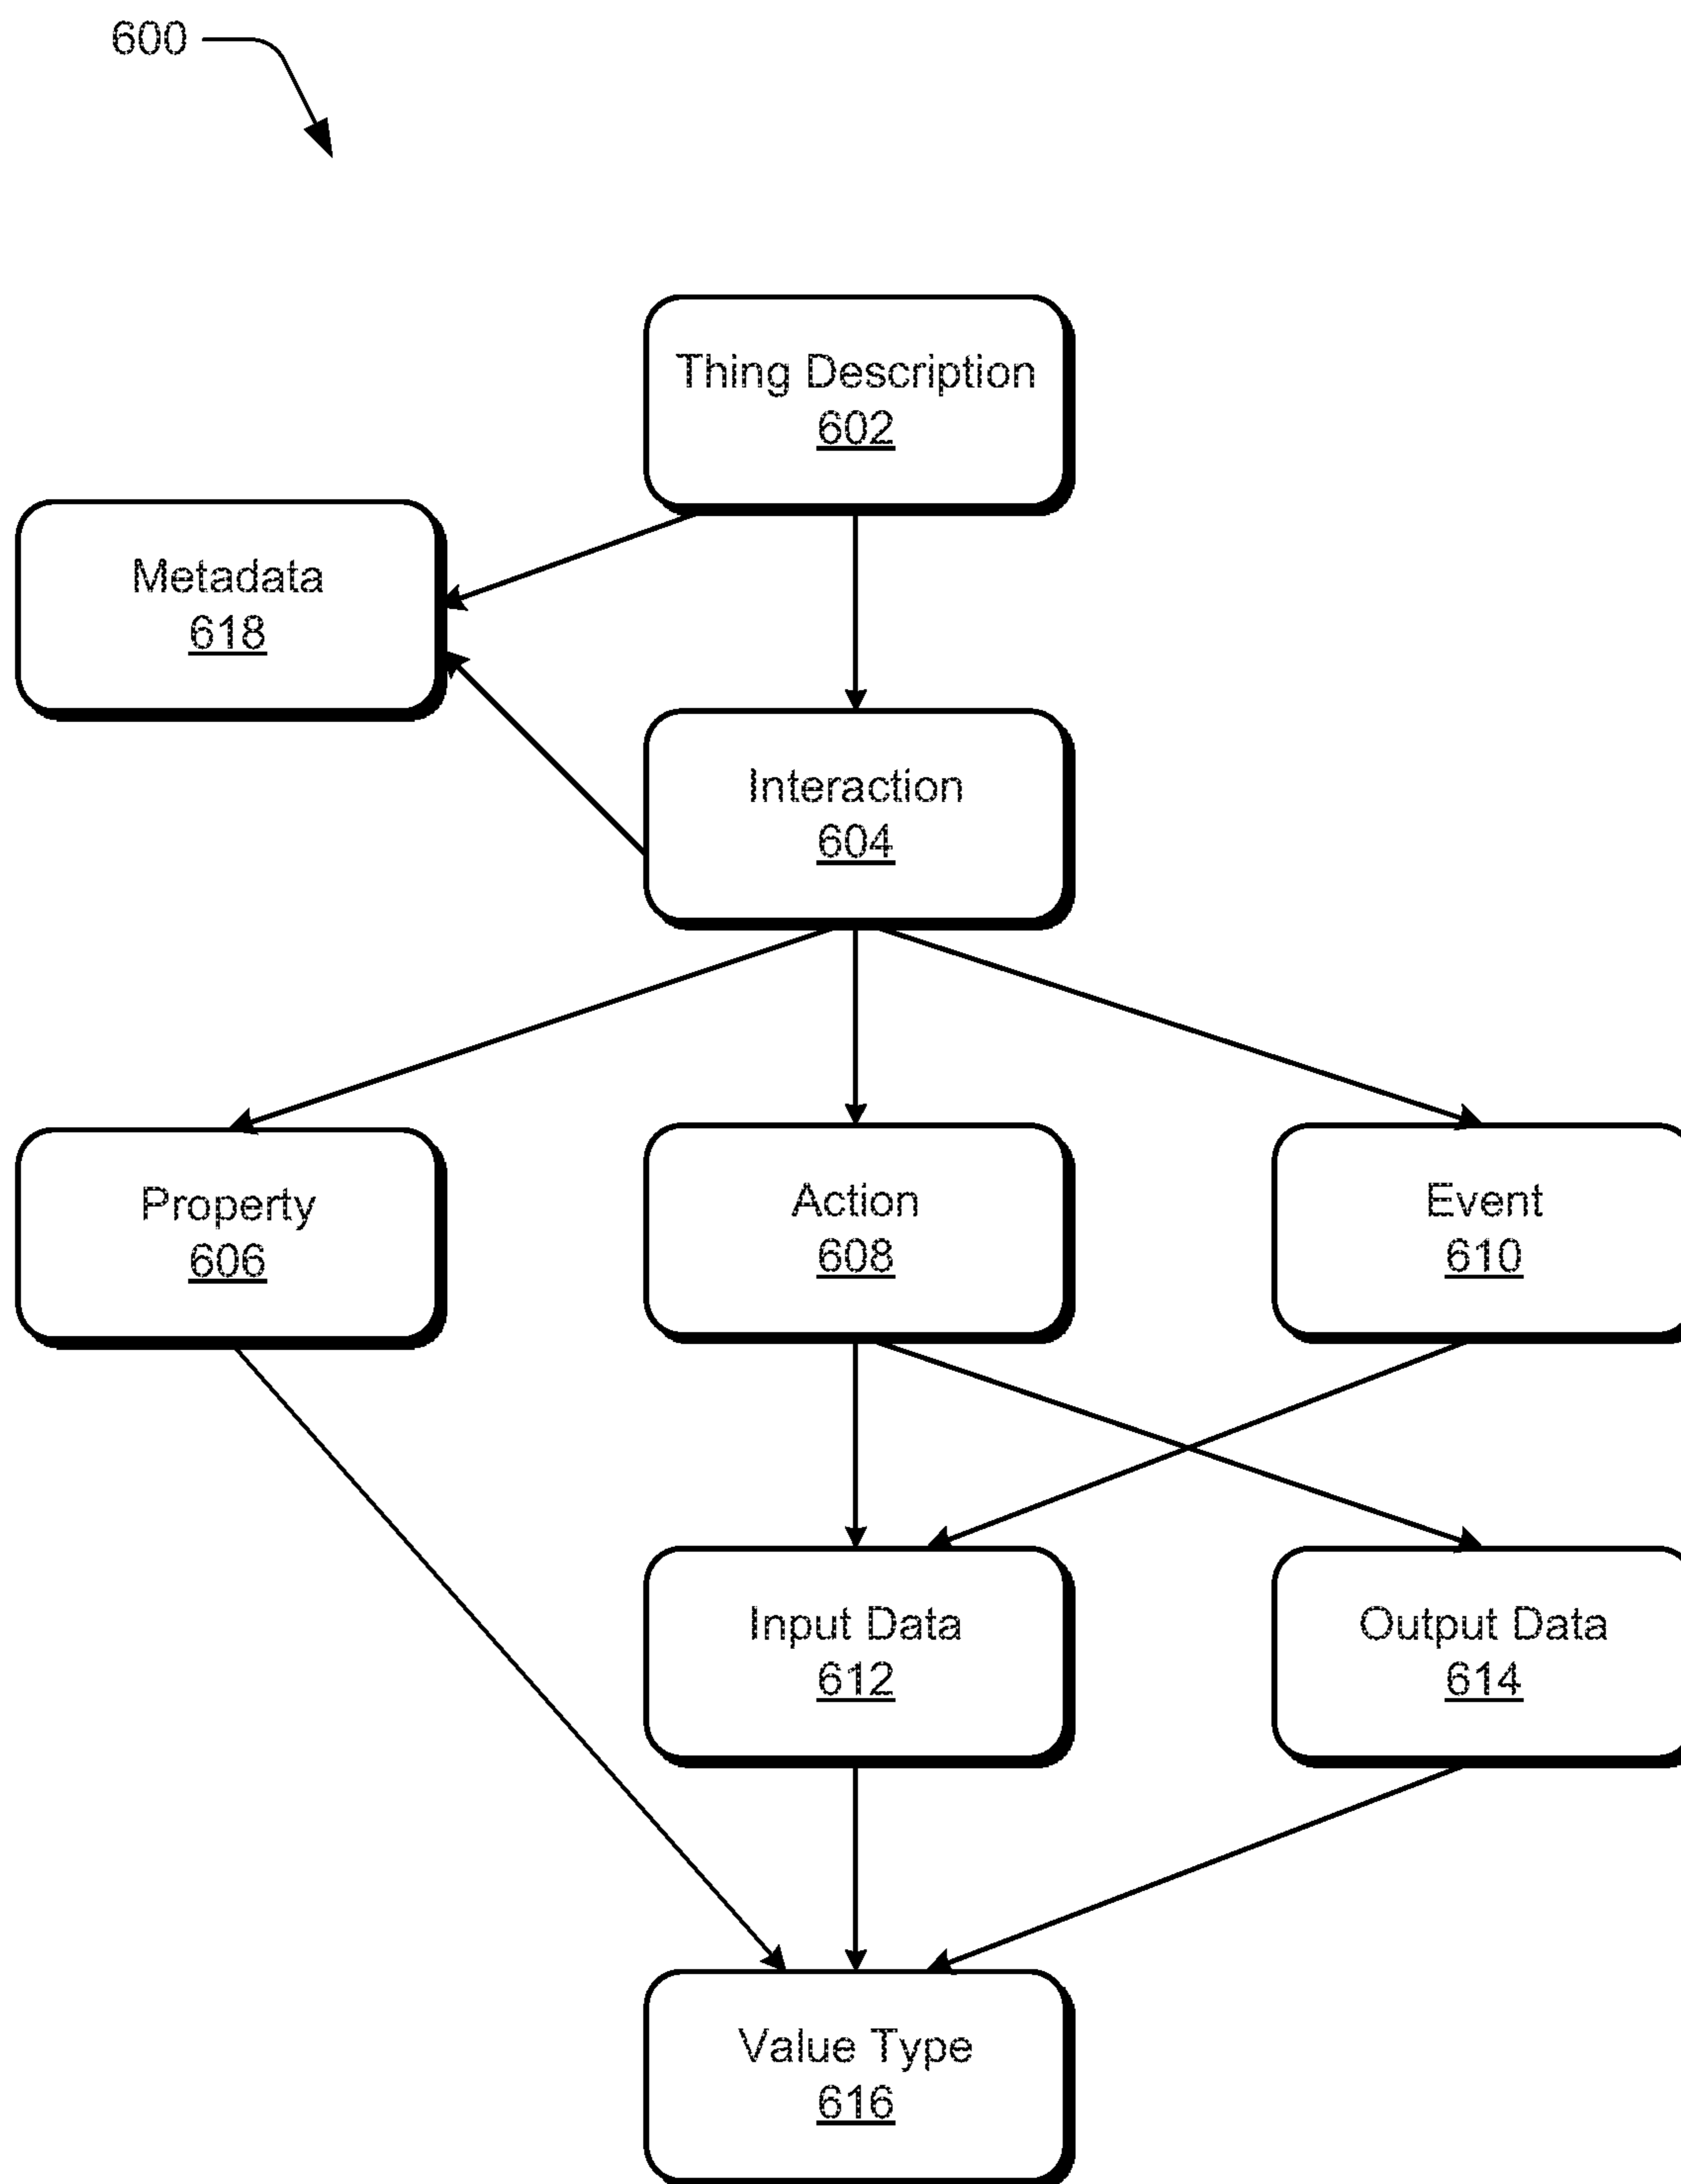 600
Thing Description
602
Metadata
618
Interaction
604
Property
606
Action
608
Event
610
Input Data
612
Output Data
614
Value Type
616